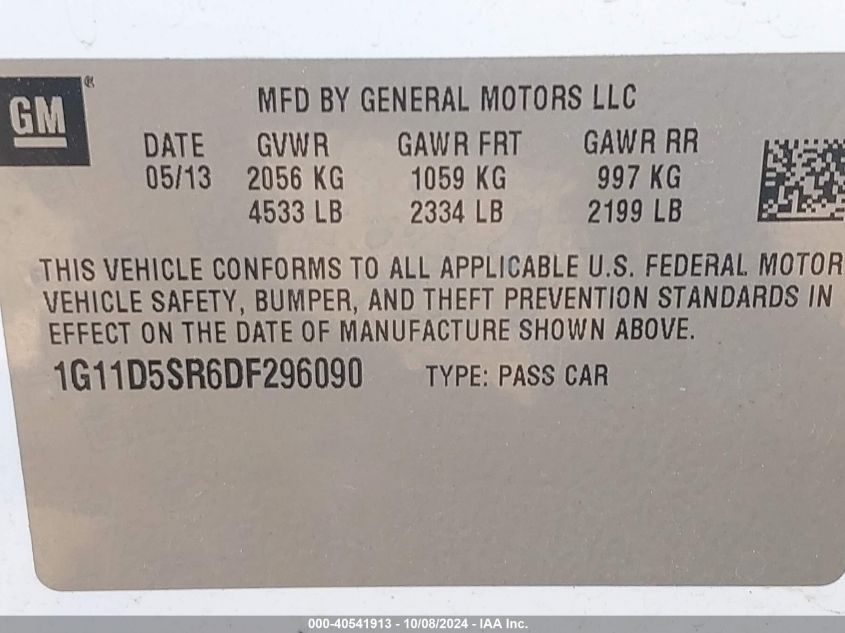 GM ®
MFD BY GENERAL MOTORS LLC
DATE GVWR GAWR FRT GAWR RR
05/13 2056 KG 1059 KG 997 KG
4533 LB 2334 LB 2199 LB
THIS VEHICLE CONFORMS TO ALL APPLICABLE U.S. FEDERAL MOTOR
VEHICLE SAFETY, BUMPER, AND THEFT PREVENTION STANDARDS IN
EFFECT ON THE DATE OF MANUFACTURE SHOWN ABOVE.
1G11D5SR6DF296090 TYPE: PASS CAR
000-40541913 - 10/08/2024 - IAA Inc.